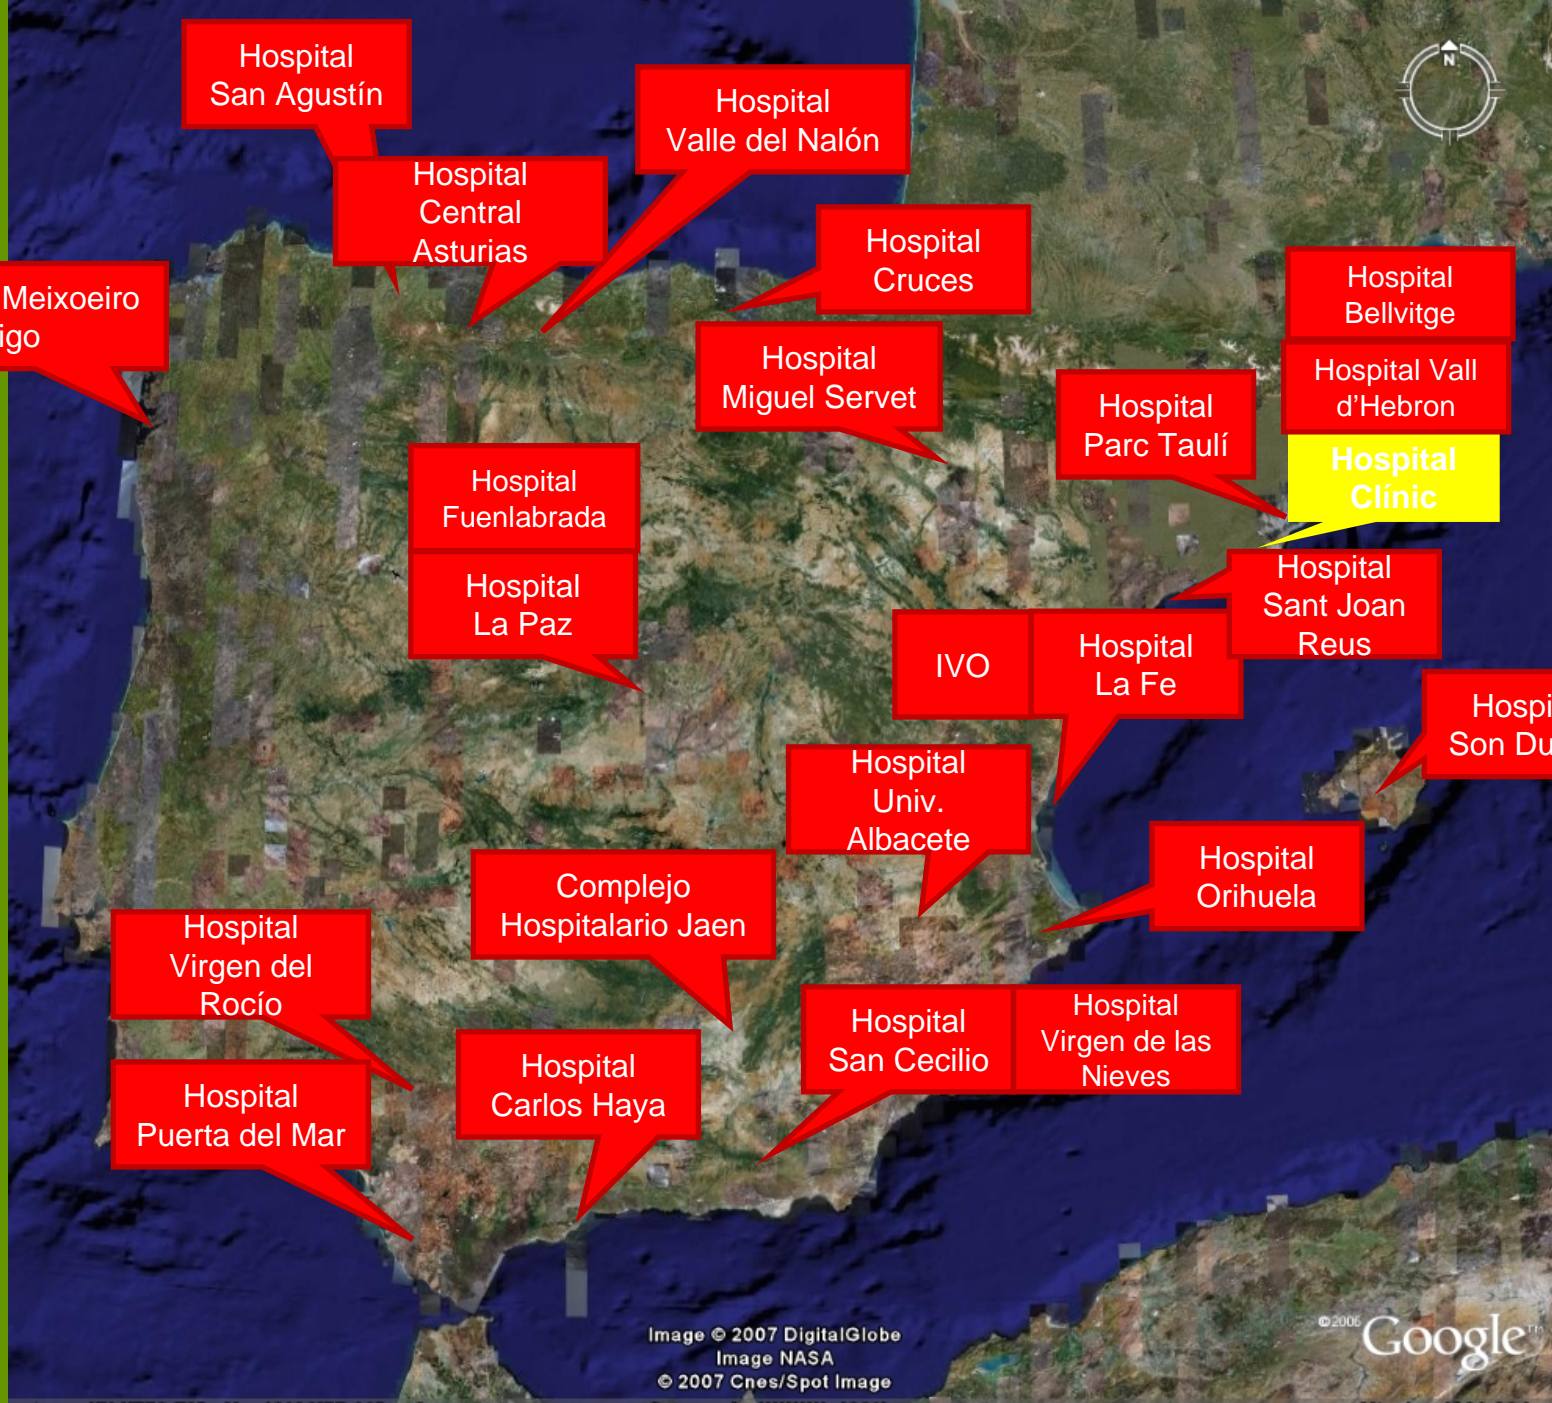 Hospital
San Agustín
Hospital
Valle del Nalón
Hospital
Central
Asturias
Hospital
Cruces
Meixoeiro
igo
Hospital
Bellvitge
Hospital
Miguel Servet
Hospital Vall
d’Hebron
Hospital
Parc Taulí
Hospital
Clínic
Hospital
Fuenlabrada
Hospital
La Paz
Hospital
Sant Joan
Reus
IVO
Hospital
La Fe
Hospi
Son Du
Hospital
Univ.
Albacete
Hospital
Orihuela
Complejo
Hospitalario Jaen
Hospital
Virgen del
Rocío
Hospital
San Cecilio
Hospital
Virgen de las
Nieves
Hospital
Carlos Haya
Hospital
Puerta del Mar
N
Image © 2007 DigitalGlobe
Image NASA
© 2007 Cnes/Spot Image
©2006 Google™